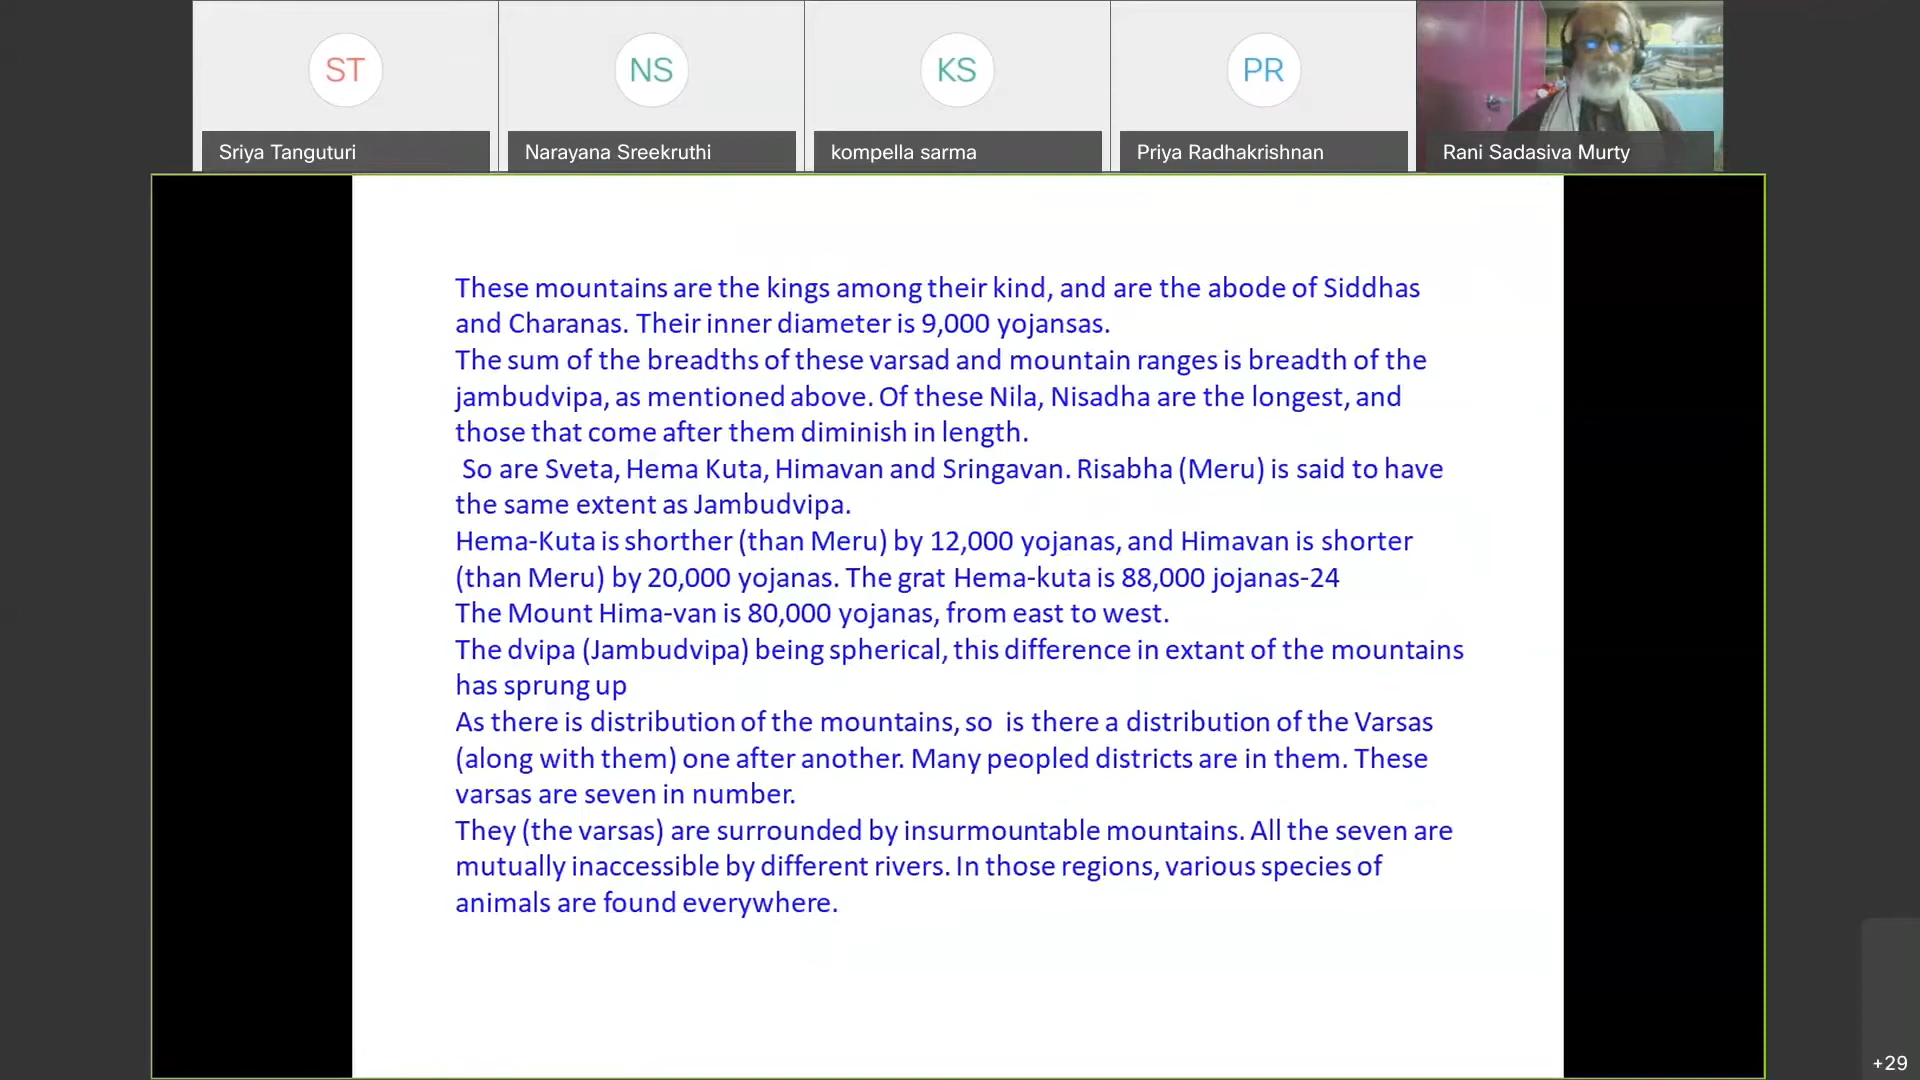 ST
NS
KS
PR
Sriya Tanguturi
Narayana Sreekruthi
kompella sarma
Priya Radhakrishnan
Rani Sadasiva Murty
These mountains are the kings among their kind, and are the abode of Siddhas
and Charanas. Their inner diameter is 9,000 yojansas.
The sum of the breadths of these varsad and mountain ranges is breadth of the
jambudvipa, as mentioned above. Of these Nila, Nisadha are the longest, and
those that come after them diminish in length.
So are Sveta, Hema Kuta, Himavan and Sringavan. Risabha (Meru) is said to have
the same extent as Jambudvipa.
Hema-Kuta is shorther (than Meru) by 12,000 yojanas, and Himavan is shorter
(than Meru) by 20,000 yojanas. The grat Hema-kuta is 88,000 jojanas-24
The Mount Hima-van is 80,000 yojanas, from east to west.
The dvipa (Jambudvipa) being spherical, this difference in extant of the mountains
has sprung up
As there is distribution of the mountains, so is there a distribution of the Varsas
(along with them) one after another. Many peopled districts are in them. These
varsas are seven in number.
They (the varsas) are surrounded by insurmountable mountains. All the seven are
mutually inaccessible by different rivers. In those regions, various species of
animals are found everywhere.
+29